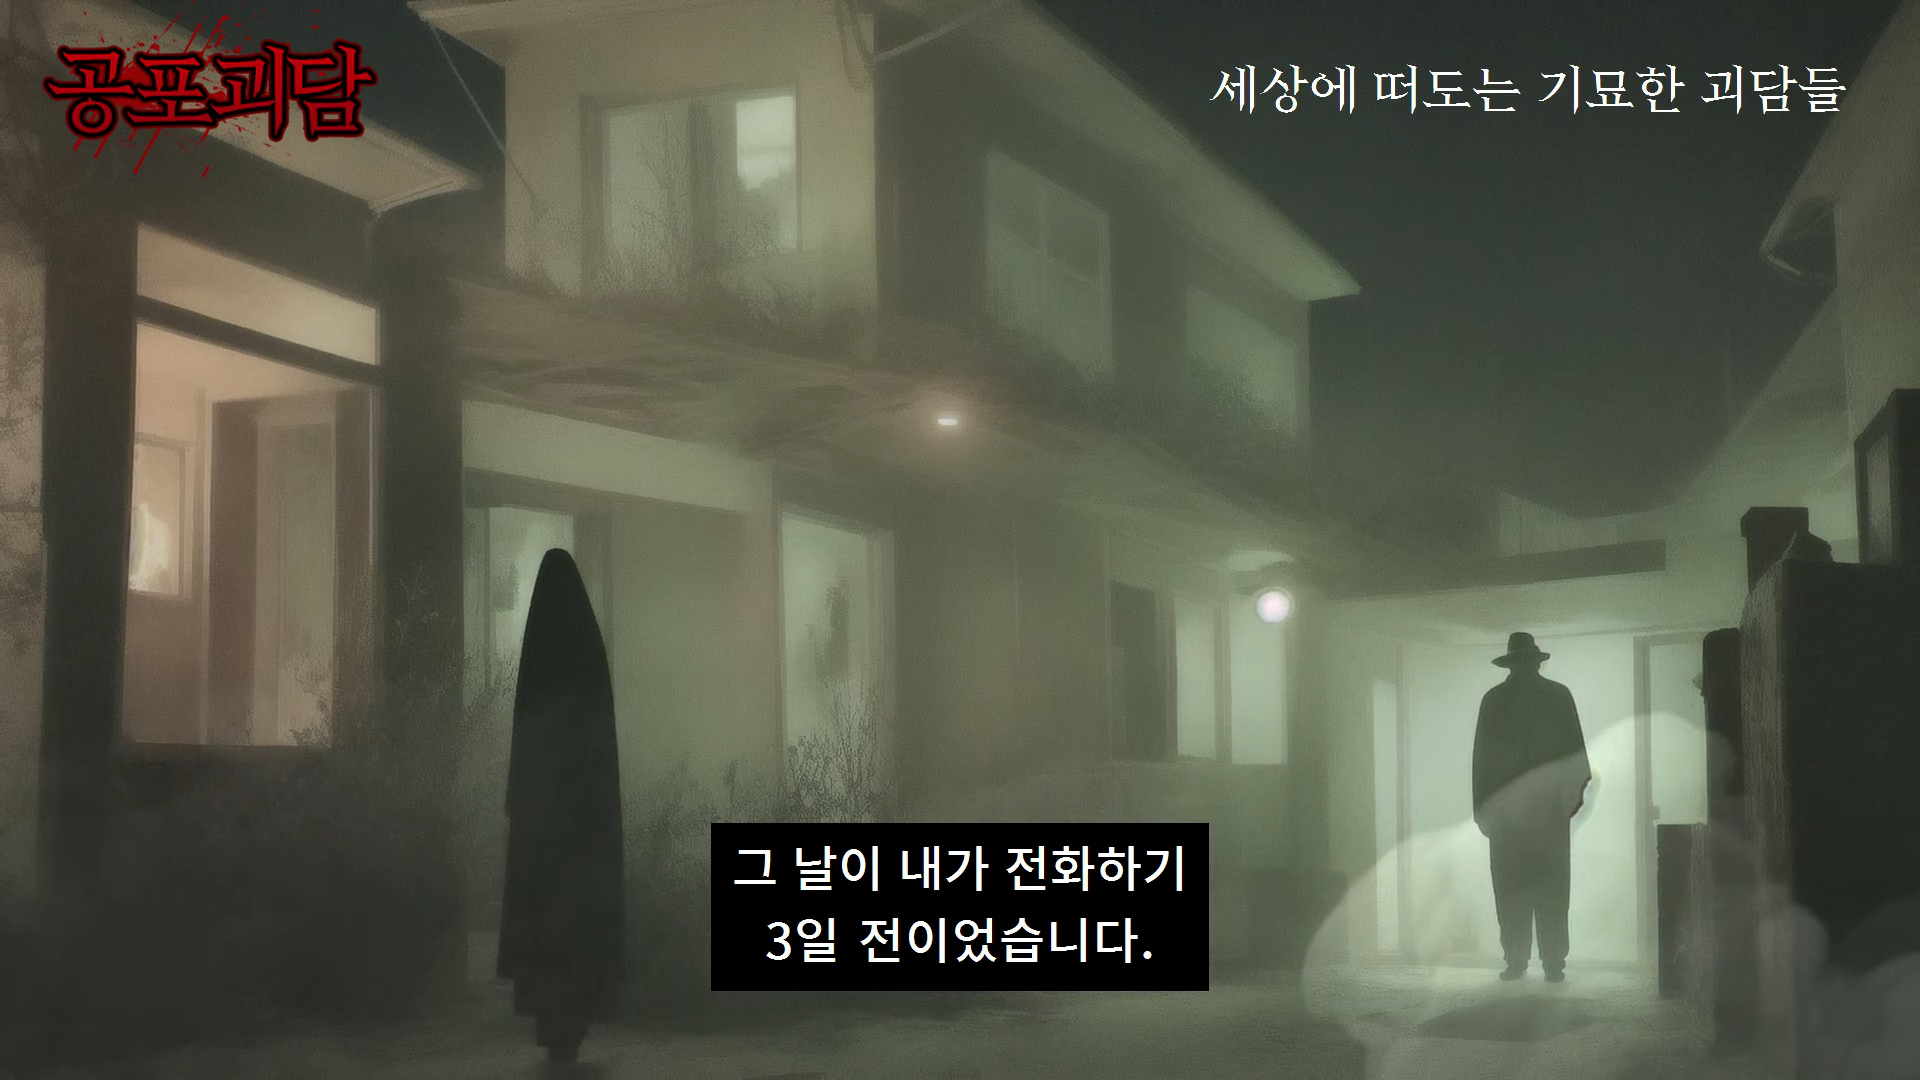 공포괴담
세상에 떠도는 기묘한 괴담들
그 날이 내가 전화하기
3일 전이었습니다.